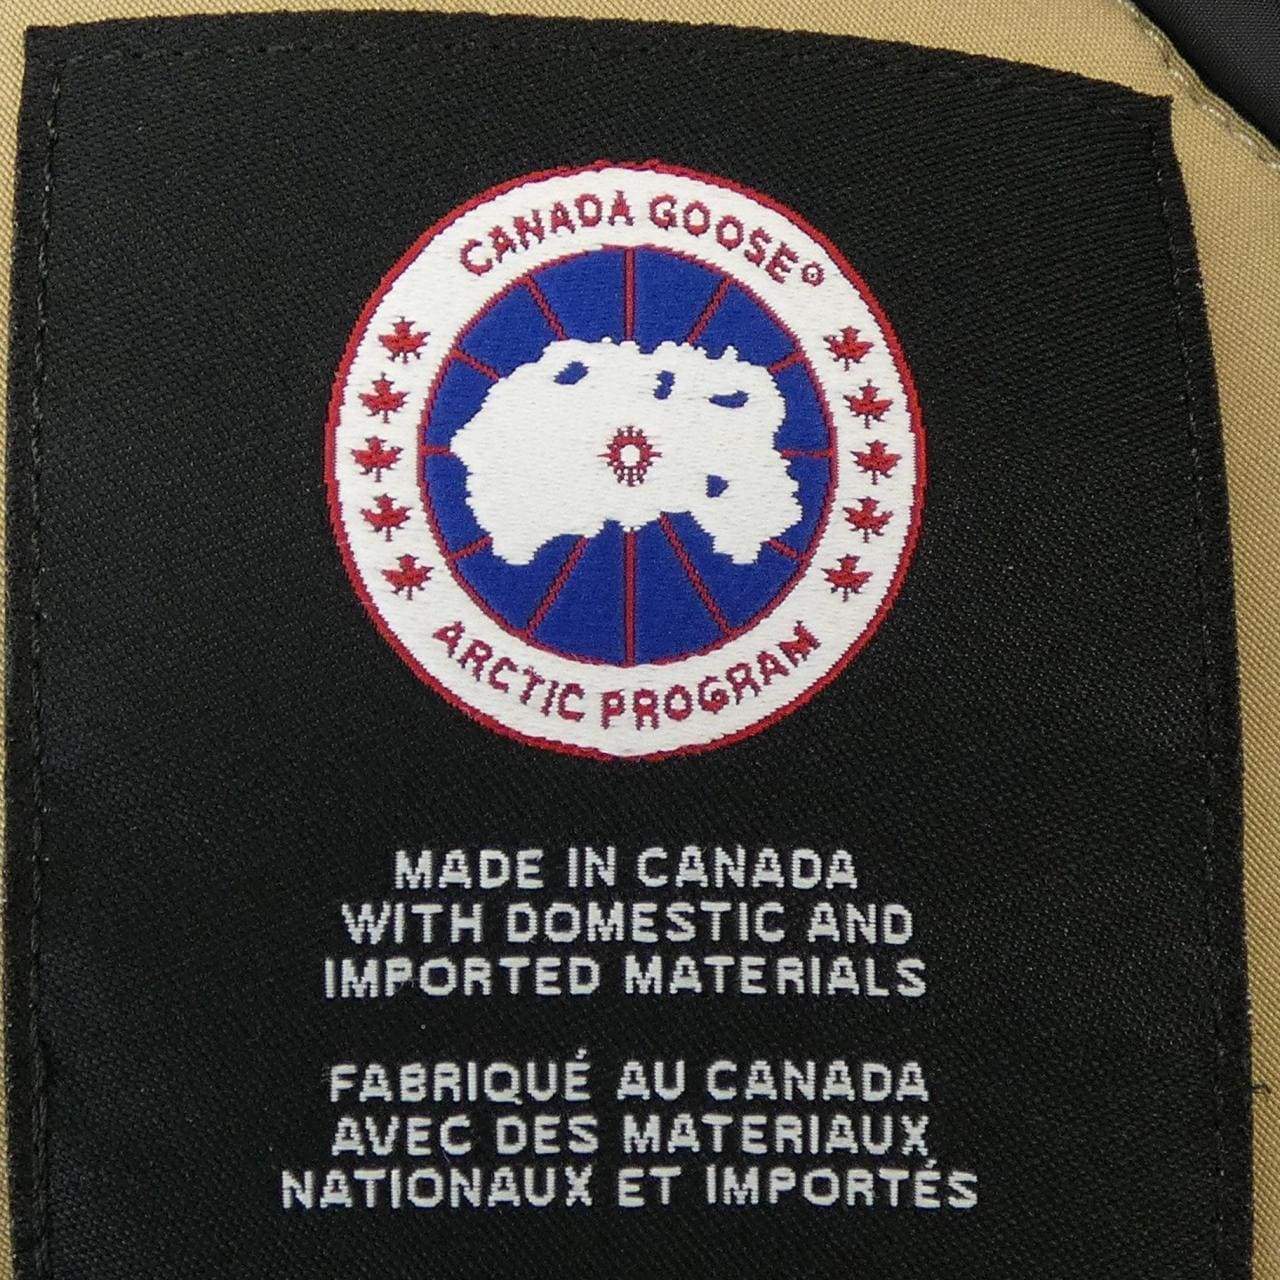 CANADA GOOSE®
ARCTIC PROGRAM
MADE IN CANADA
WITH DOMESTIC AND
IMPORTED MATERIALS
FABRIQUÉ AU CANADA
AVEC DES MATERIAUX
NATIONAUX ET IMPORTÉS